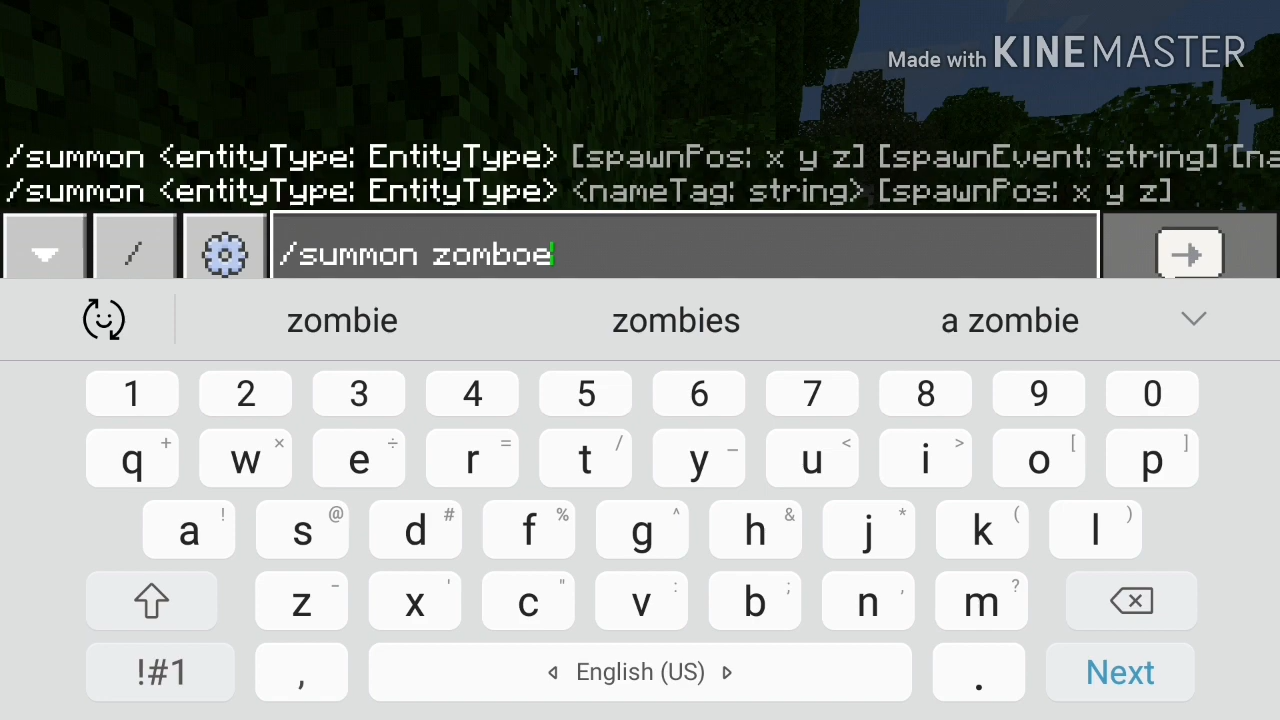 Made with KINEMASTER
/summon <entityType: EntityType> [spawnPos: x y z] [spawnEvent: string] [na
/summon <entityType: EntityType> <nameTag: string> [spawnPos: x y z]
/ /summon zomboe
zombie zombies a zombie
1 2 3 4 5 6 7 8 9 0
q + w × e ÷ r = t / y _ u < i > o [ p ]
a ! s @ d # f % g ^ h & j * k ( l )
z - x ' c " v : b ; n , m ?
!#1 , English (US) . Next